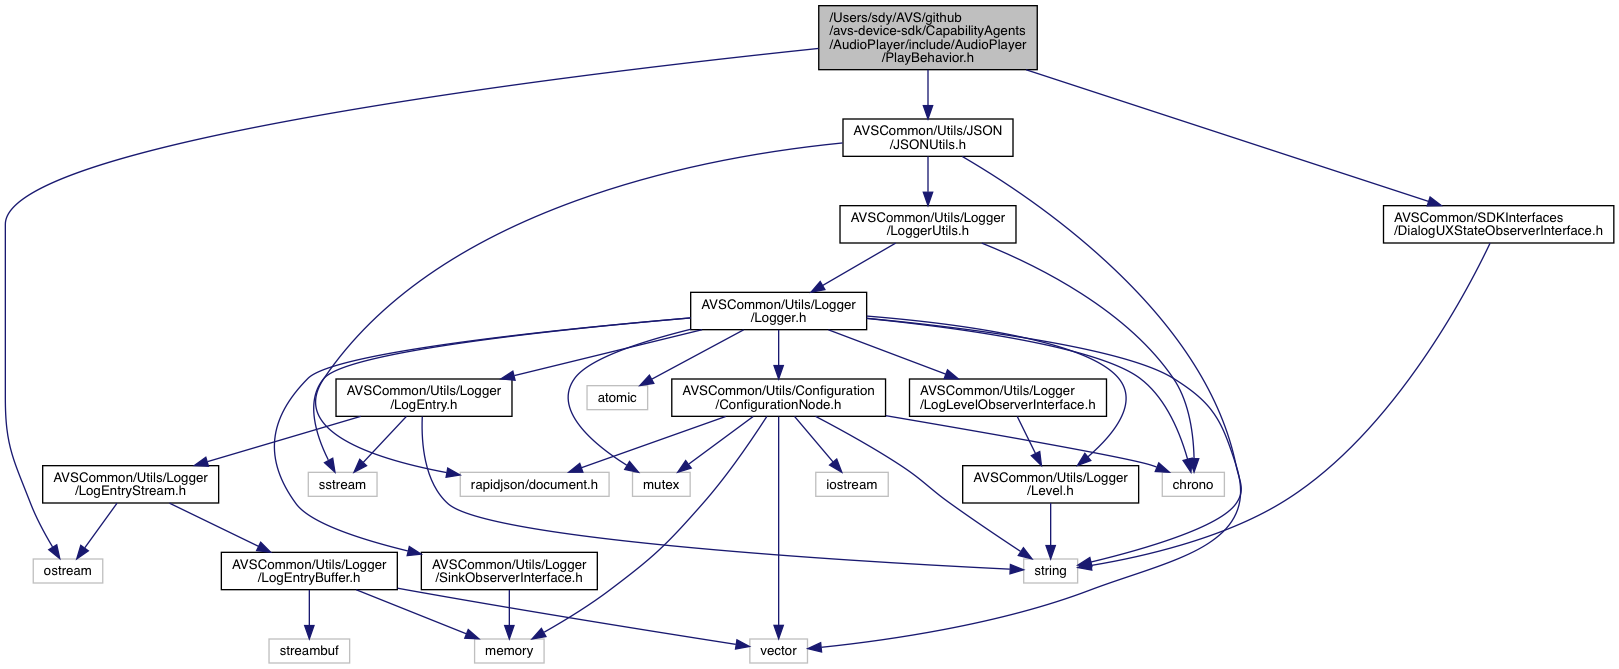 /Users/sdy/AVS/github
/avs-device-sdk/CapabilityAgents
/AudioPlayer/include/AudioPlayer
/PlayBehavior.h
AVSCommon/Utils/JSON
/JSONUtils.h
AVSCommon/Utils/Logger
/LoggerUtils.h
AVSCommon/SDKInterfaces
/DialogUXStateObserverInterface.h
AVSCommon/Utils/Logger
/Logger.h
AVSCommon/Utils/Logger
/LogEntry.h
atomic
AVSCommon/Utils/Configuration
/ConfigurationNode.h
AVSCommon/Utils/Logger
/LogLevelObserverInterface.h
AVSCommon/Utils/Logger
/LogEntryStream.h
sstream
rapidjson/document.h
mutex
iostream
AVSCommon/Utils/Logger
/Level.h
chrono
ostream
AVSCommon/Utils/Logger
/LogEntryBuffer.h
AVSCommon/Utils/Logger
/SinkObserverInterface.h
string
streambuf
memory
vector